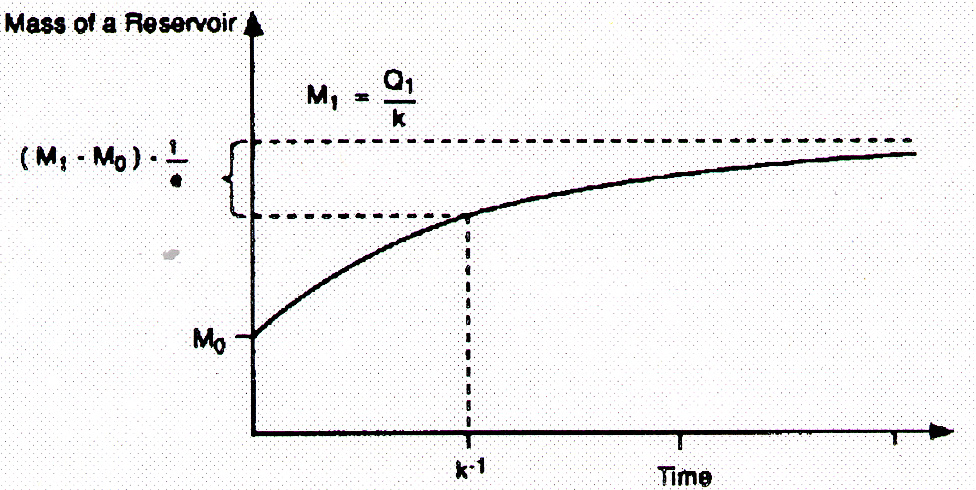 Mass of a Reservoir
M₁ = Q₁/k
(M₁ - M₀) · 1/e
M₀
k⁻¹
Time